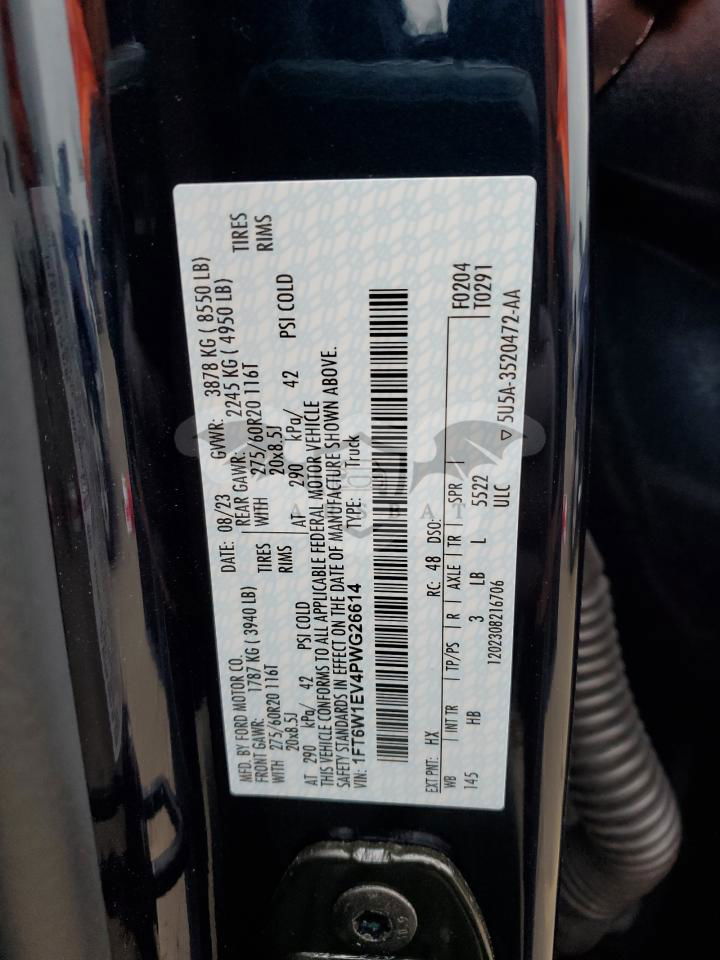 MFD. BY FORD MOTOR CO.
DATE: 08/23 GVWR: 3878 KG ( 8550 LB)
FRONT GAWR: 1787 KG ( 3940 LB) REAR GAWR: 2245 KG ( 4950 LB)
WITH 275/60R20 116T TIRES WITH 275/60R20 116T TIRES
20x8.5J RIMS 20x8.5J RIMS
AT 290 kPa/ 42 PSI COLD AT 290 kPa/ 42 PSI COLD
THIS VEHICLE CONFORMS TO ALL APPLICABLE FEDERAL MOTOR VEHICLE
SAFETY STANDARDS IN EFFECT ON THE DATE OF MANUFACTURE SHOWN ABOVE.
VIN: 1FT6W1EV4PWG26614 TYPE: Truck
EXT PNT: HX RC: 48 DSO:
WB INT TR TP/PS R AXLE TR SPR F0204
145 HB 3 LB L 5522 T0291
1202308216706 ULC 5U5A-3520472-AA
10.9